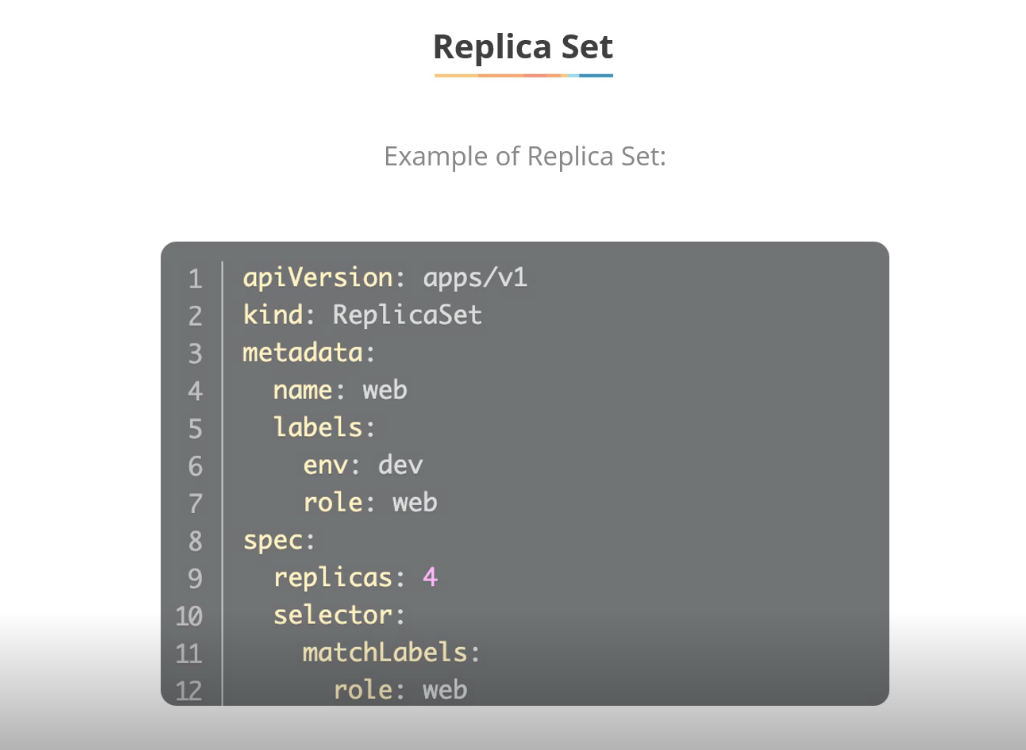 Replica Set
Example of Replica Set:
1 apiVersion: apps/v1
2 kind: ReplicaSet
3 metadata:
4   name: web
5   labels:
6     env: dev
7     role: web
8 spec:
9   replicas: 4
10   selector:
11     matchLabels:
12       role: web